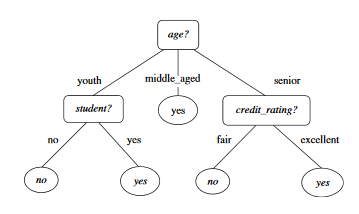 age?
youth middle_aged senior
student? yes credit_rating?
no yes fair excellent
no yes no yes